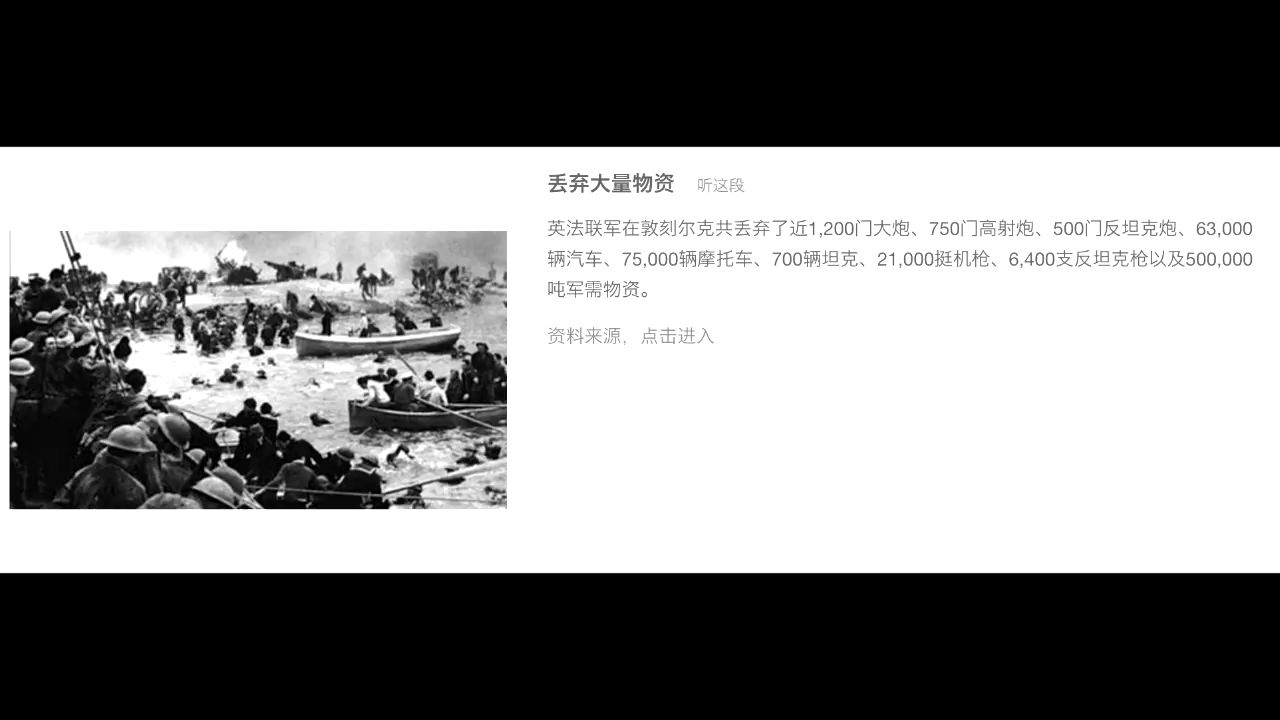 丢弃大量物资 听这段
英法联军在敦刻尔克共丢弃了近1,200门大炮、750门高射炮、500门反坦克炮、63,000
辆汽车、75,000辆摩托车、700辆坦克、21,000挺机枪、6,400支反坦克枪以及500,000
吨军需物资。
资料来源，点击进入